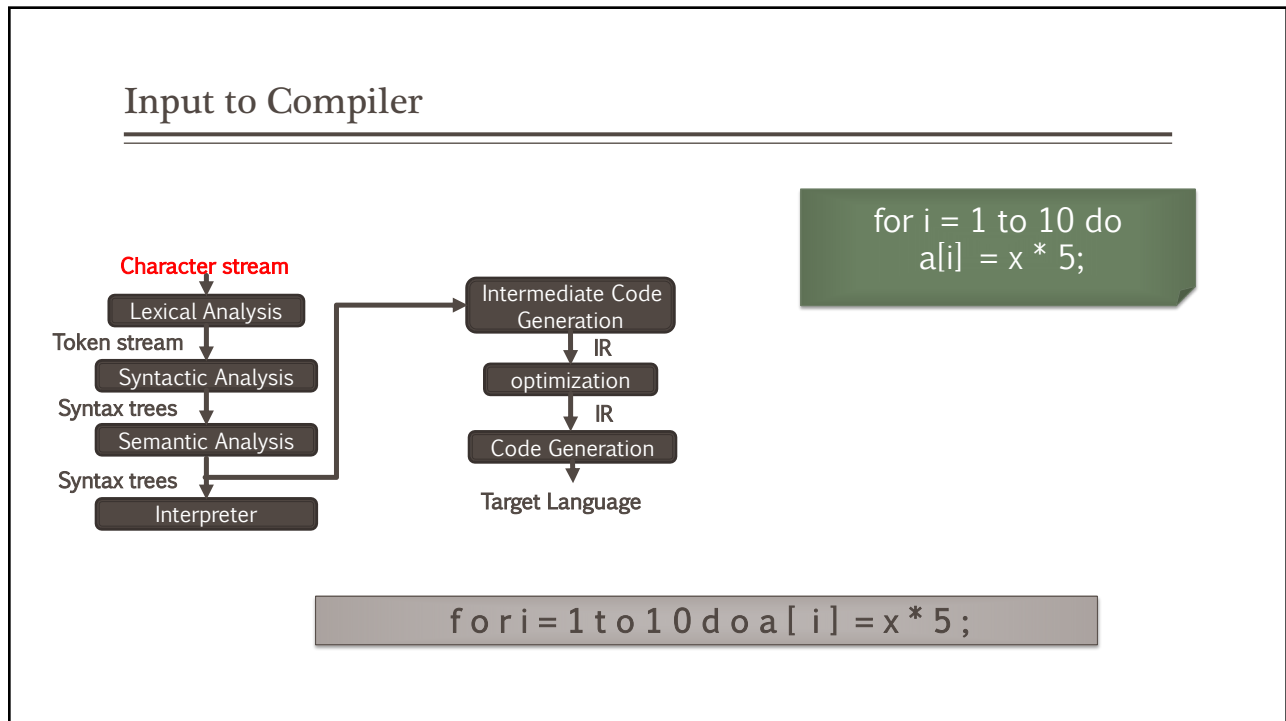 Input to Compiler
for i = 1 to 10 do
a[i] = x * 5;
Character stream
Lexical Analysis
Token stream
Syntactic Analysis
Syntax trees
Semantic Analysis
Syntax trees
Interpreter
Intermediate Code
Generation
IR
optimization
IR
Code Generation
Target Language
f o r i = 1 t o 1 0 d o a [ i ] = x * 5 ;